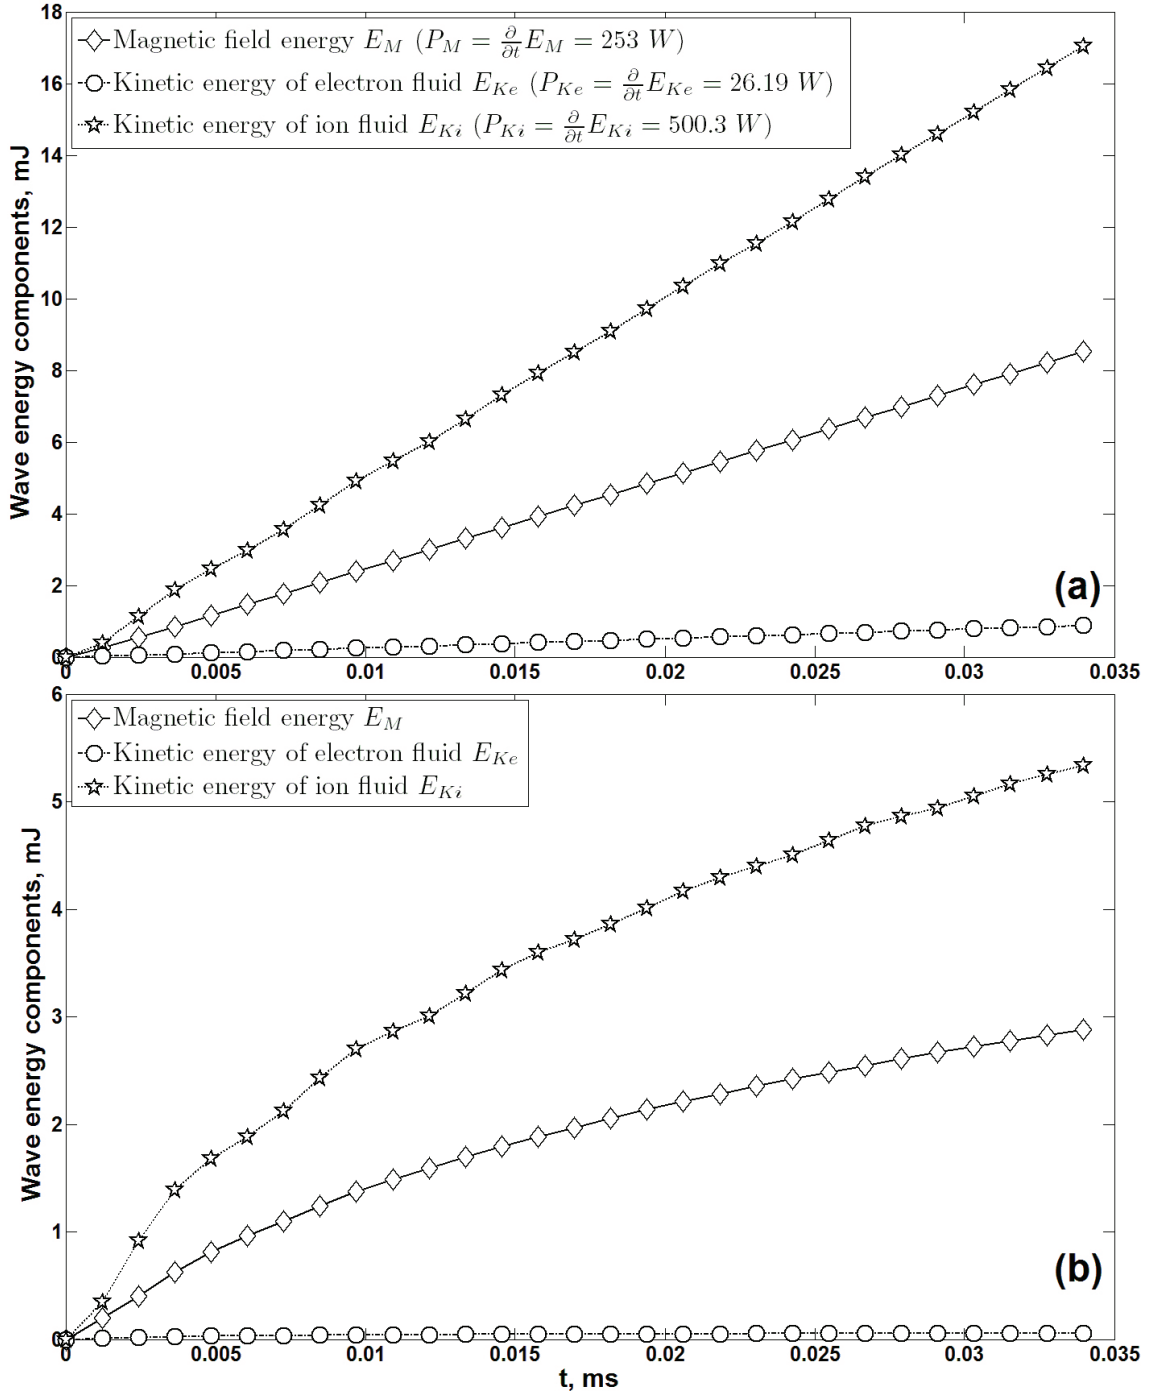 18
16
14
12
10
8
6
4
2
0
Wave energy components, mJ
Magnetic field energy E_M (P_M = ∂/∂t E_M = 253 W)
Kinetic energy of electron fluid E_Ke (P_Ke = ∂/∂t E_Ke = 26.19 W)
Kinetic energy of ion fluid E_Ki (P_Ki = ∂/∂t E_Ki = 500.3 W)
(a)
0 0.005 0.01 0.015 0.02 0.025 0.03 0.035
6
5
4
3
2
1
0
Wave energy components, mJ
Magnetic field energy E_M
Kinetic energy of electron fluid E_Ke
Kinetic energy of ion fluid E_Ki
(b)
0 0.005 0.01 0.015 0.02 0.025 0.03 0.035
t, ms